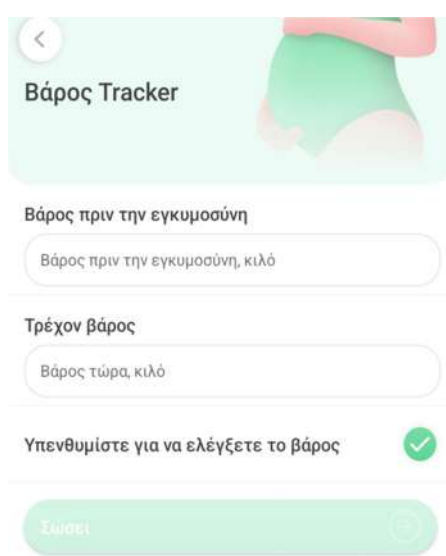 Βάρος Tracker
Βάρος πριν την εγκυμοσύνη
Βάρος πριν την εγκυμοσύνη, κιλό
Τρέχον βάρος
Βάρος τώρα, κιλό
Υπενθυμίστε για να ελέγξετε το βάρος
Σωσει